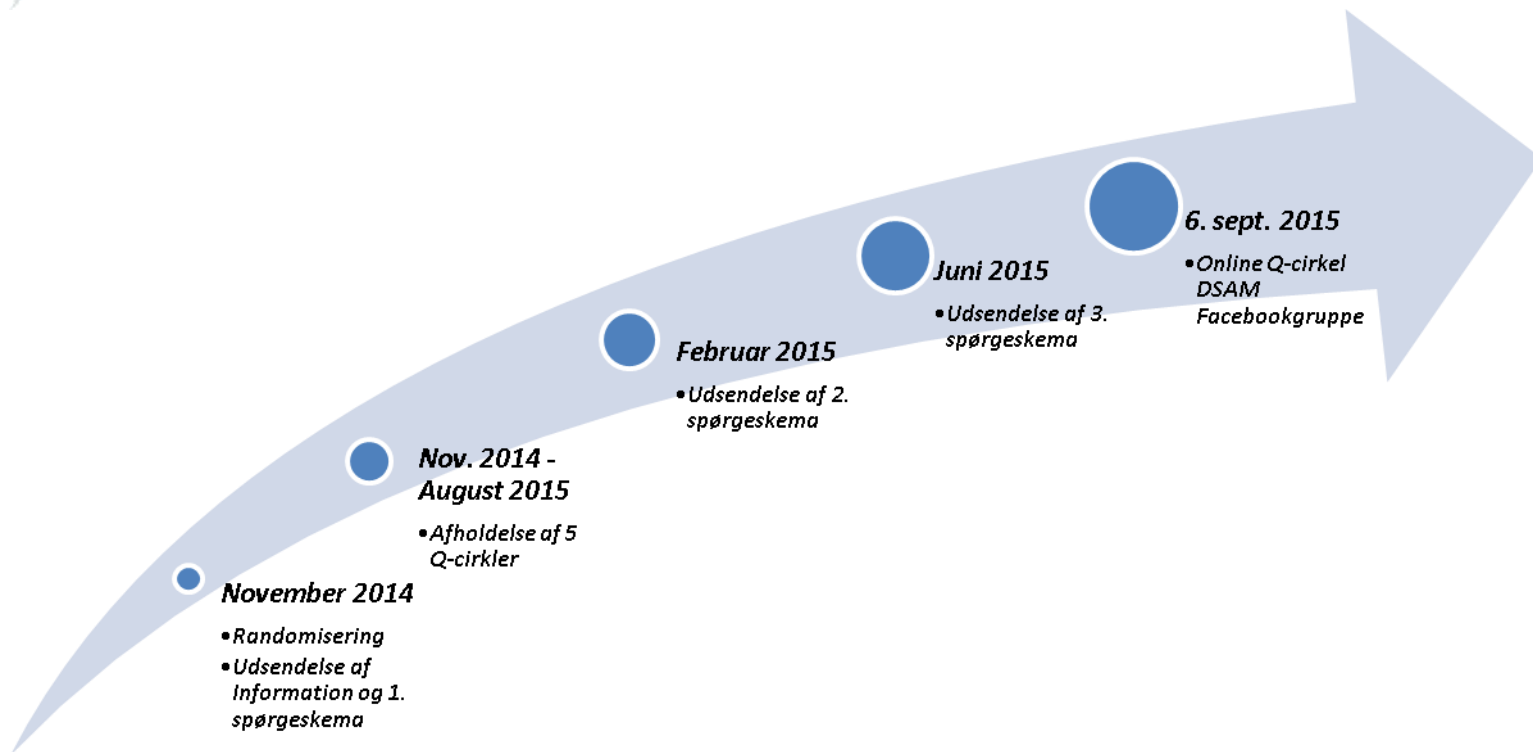 November 2014
•Randomisering
•Udsendelse af
Information og 1.
spørgeskema
Nov. 2014 -
August 2015
•Afholdelse af 5
Q-cirkler
Februar 2015
•Udsendelse af 2.
spørgeskema
Juni 2015
•Udsendelse af 3.
spørgeskema
6. sept. 2015
•Online Q-cirkel
DSAM
Facebookgruppe